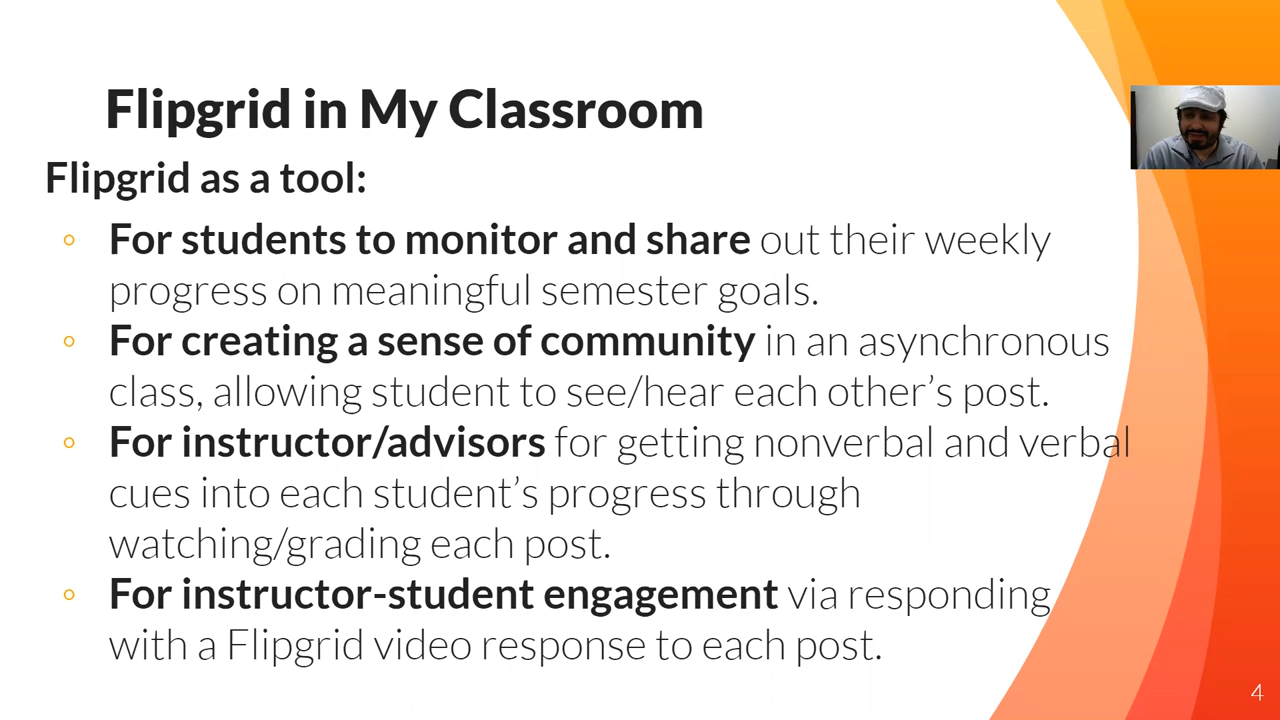 Flipgrid in My Classroom
Flipgrid as a tool:
◦ For students to monitor and share out their weekly
progress on meaningful semester goals.
◦ For creating a sense of community in an asynchronous
class, allowing student to see/hear each other’s post.
◦ For instructor/advisors for getting nonverbal and verbal
cues into each student’s progress through
watching/grading each post.
◦ For instructor-student engagement via responding
with a Flipgrid video response to each post.
4